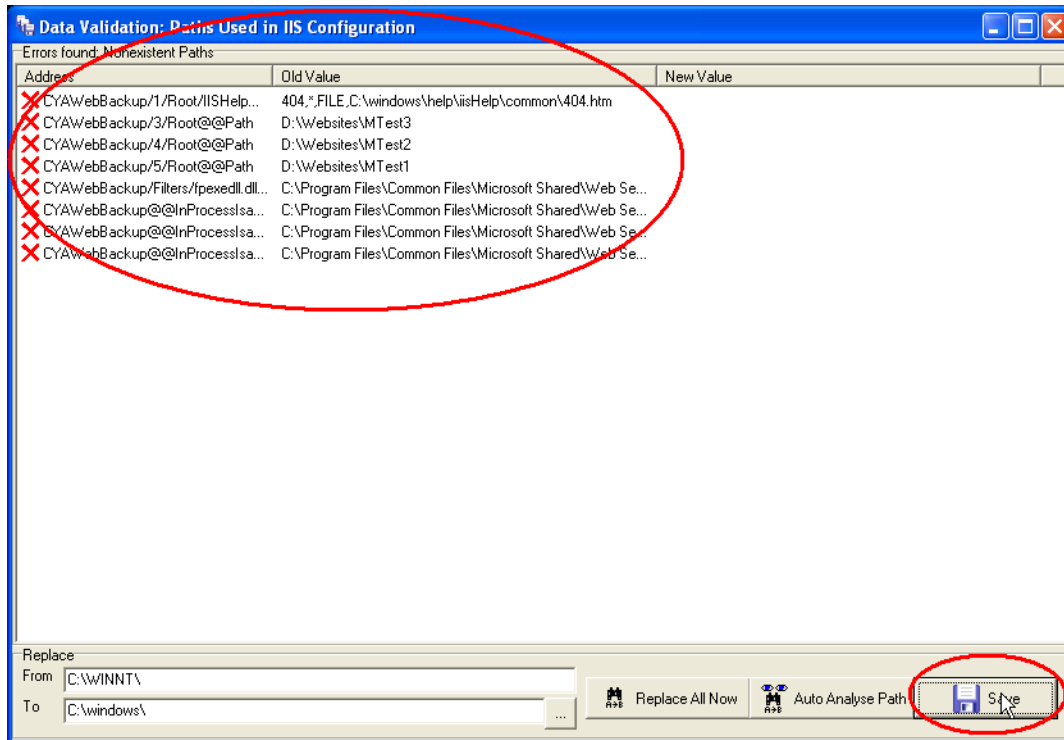 Data Validation: Paths Used in IIS Configuration
Errors found: Nonexistent Paths
Address Old Value New Value
CYAWebBackup/1/Root/IISHelp... 404,*,FILE,C:\windows\help\iisHelp\common\404.htm
CYAWebBackup/3/Root@@Path D:\Websites\MTest3
CYAWebBackup/4/Root@@Path D:\Websites\MTest2
CYAWebBackup/5/Root@@Path D:\Websites\MTest1
CYAWebBackup/Filters/fpexedll.dll... C:\Program Files\Common Files\Microsoft Shared\Web Se...
CYAWebBackup@@InProcessIsa... C:\Program Files\Common Files\Microsoft Shared\Web Se...
CYAWebBackup@@InProcessIsa... C:\Program Files\Common Files\Microsoft Shared\Web Se...
CYAWebBackup@@InProcessIsa... C:\Program Files\Common Files\Microsoft Shared\Web Se...
Replace
From C:\WINNT\
To C:\windows\ ...
A→B Replace All Now A→B Auto Analyse Path Save